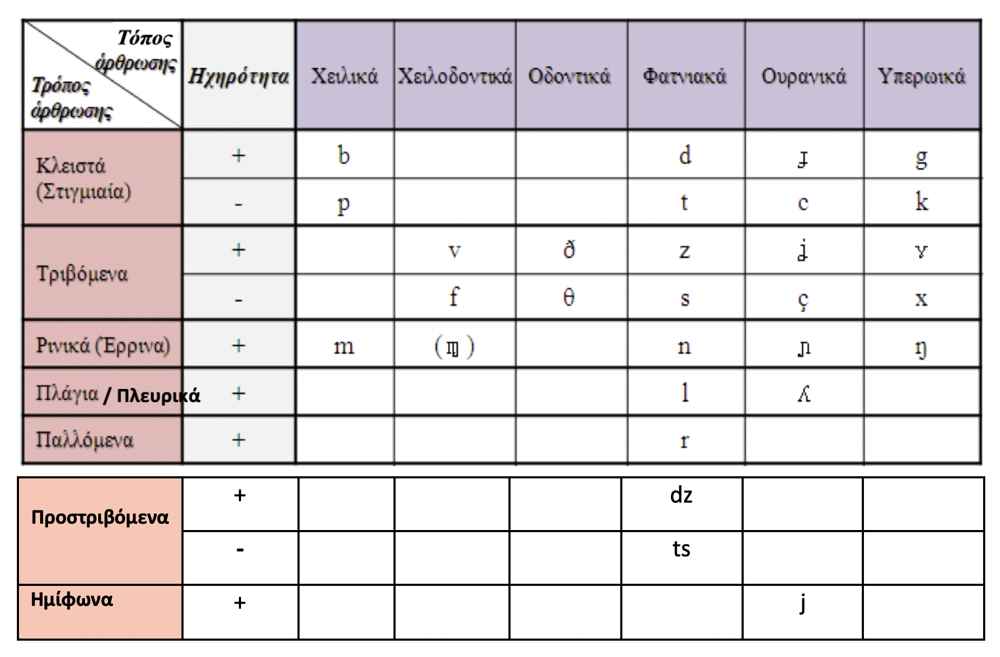 Τόπος
άρθρωσης
Τρόπος
άρθρωσης
Ηχηρότητα Χειλικά Χειλοδοντικά Οδοντικά Φατνιακά Ουρανικά Υπερωικά
Κλειστά
(Στιγμιαία)
+ b d ɟ g
- p t c k
Τριβόμενα
+ v ð z ʝ ɣ
- f θ s ç x
Ρινικά (Έρρινα) + m (ɱ) n ɲ ŋ
Πλάγια / Πλευρικά + l ʎ
Παλλόμενα + r
Προστριβόμενα
+ dz
- ts
Ημίφωνα + j